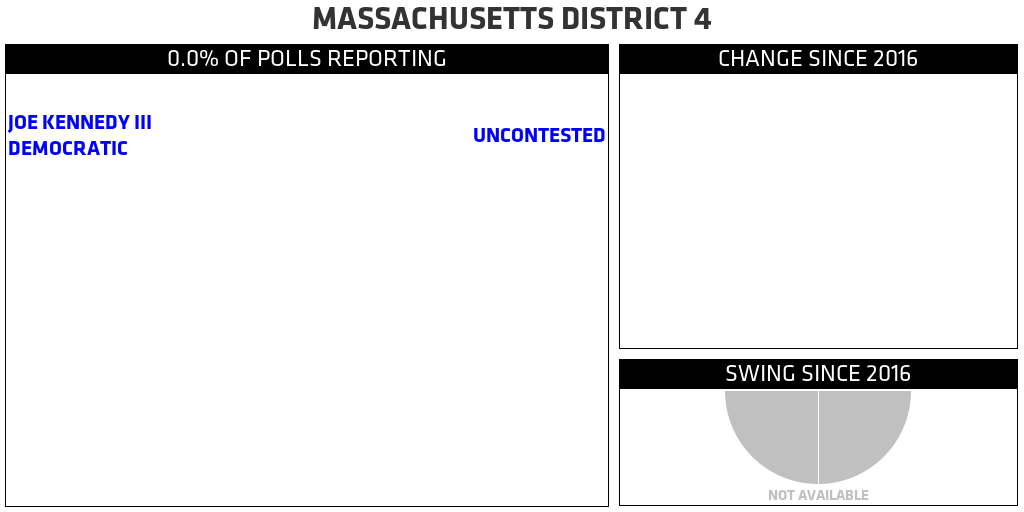 MASSACHUSETTS DISTRICT 4
0.0% OF POLLS REPORTING
JOE KENNEDY III
DEMOCRATIC
UNCONTESTED
CHANGE SINCE 2016
SWING SINCE 2016
NOT AVAILABLE